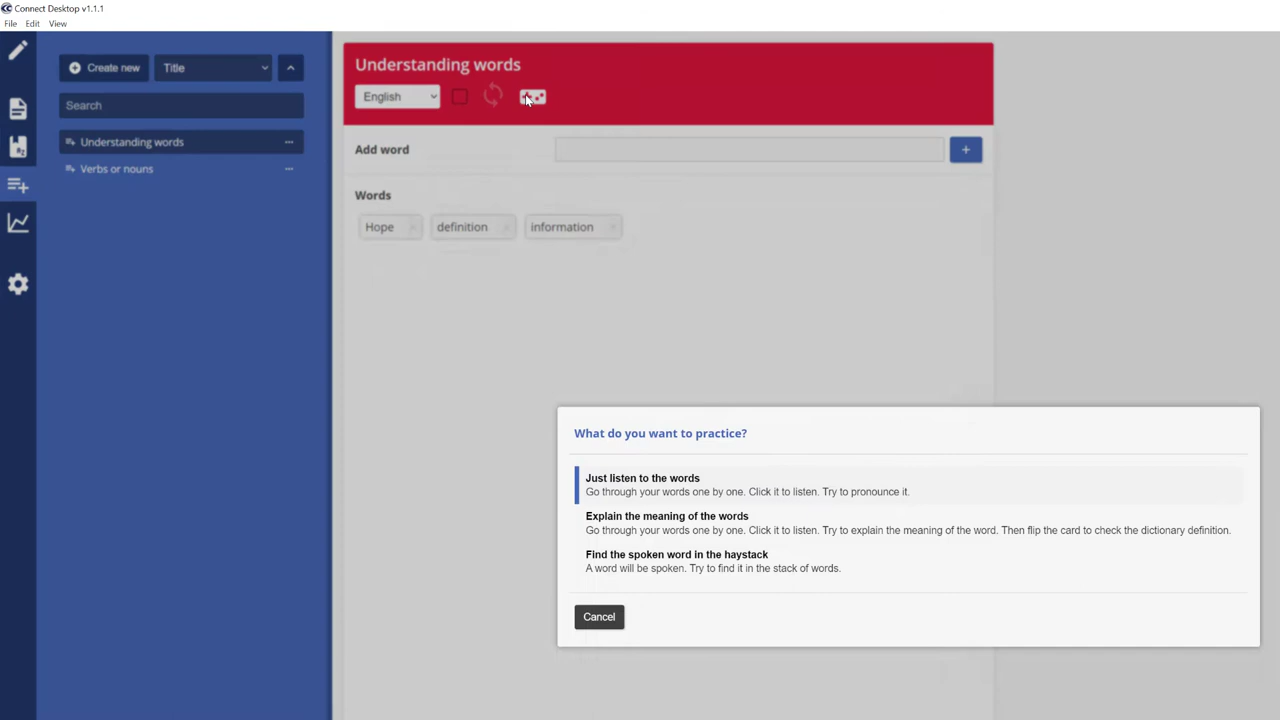 Connect Desktop v1.1.1
File Edit View
Create new
Title
Search
Understanding words
Verbs or nouns
Understanding words
English
Add word
+
Words
Hope
definition
information
What do you want to practice?
Just listen to the words
Go through your words one by one. Click it to listen. Try to pronounce it.
Explain the meaning of the words
Go through your words one by one. Click it to listen. Try to explain the meaning of the word. Then flip the card to check the dictionary definition.
Find the spoken word in the haystack
A word will be spoken. Try to find it in the stack of words.
Cancel